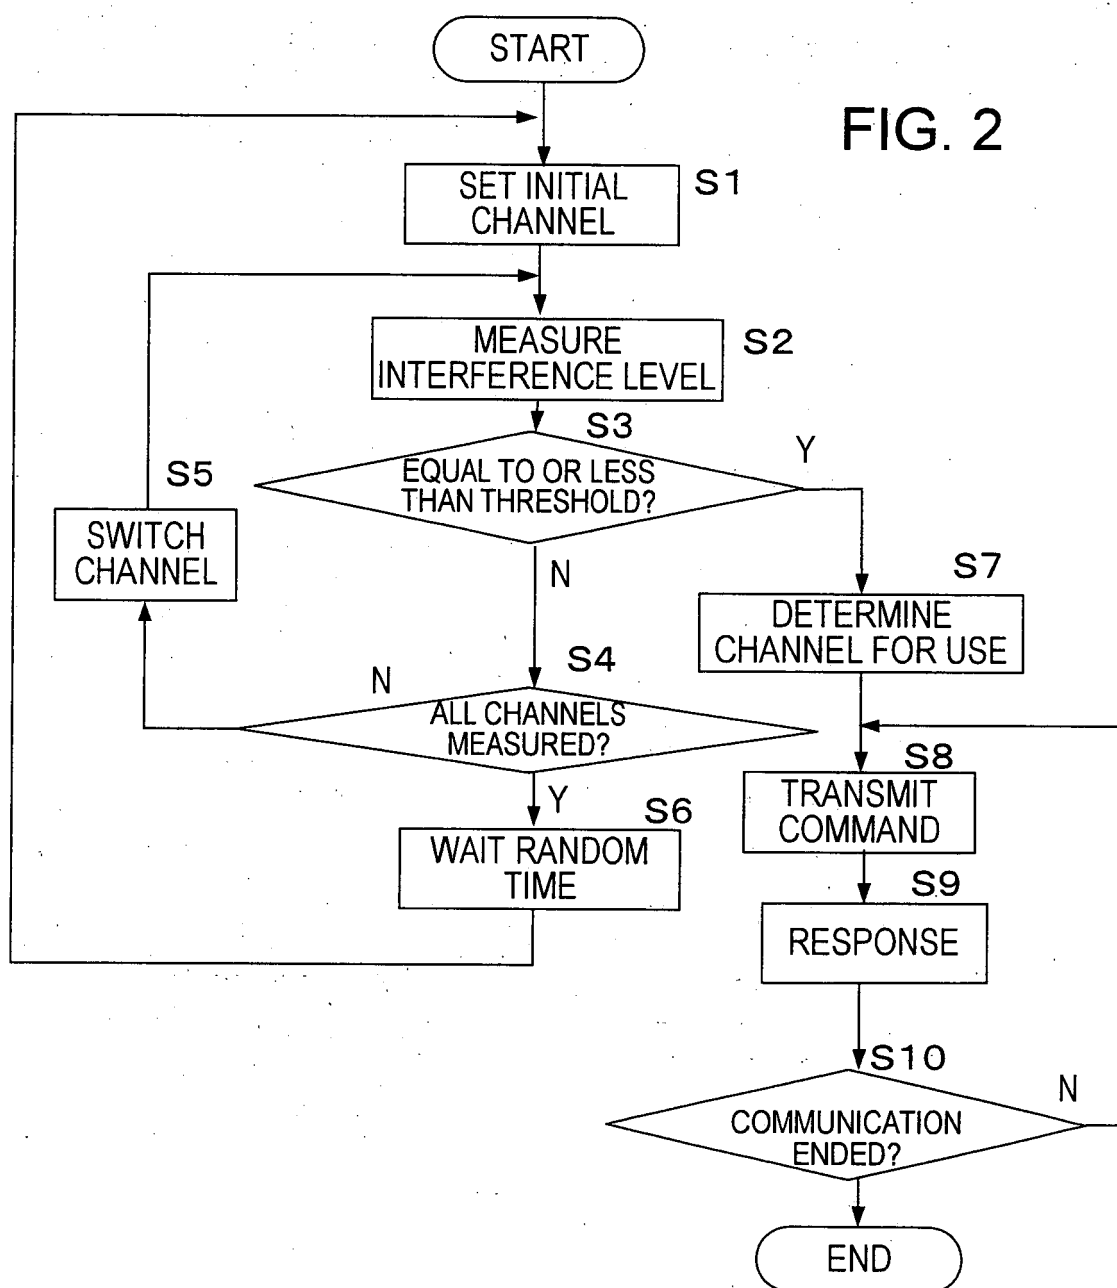 START
FIG. 2
SET INITIAL
CHANNEL
S1
MEASURE
INTERFERENCE LEVEL
S2
S3
EQUAL TO OR LESS
THAN THRESHOLD?
Y
N
S5
SWITCH
CHANNEL
S7
DETERMINE
CHANNEL FOR USE
S4
N
ALL CHANNELS
MEASURED?
Y
S6
WAIT RANDOM
TIME
S8
TRANSMIT
COMMAND
S9
RESPONSE
S10
COMMUNICATION
ENDED?
N
END